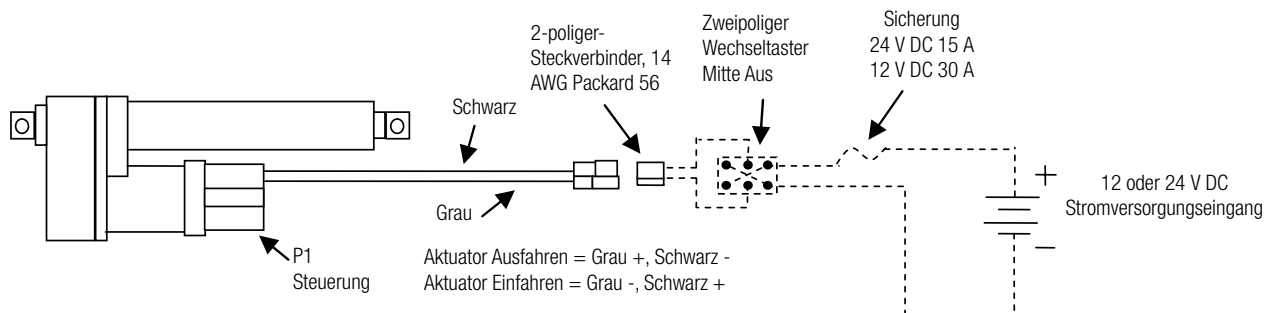 2-poliger-
Steckverbinder, 14
AWG Packard 56
Zweipoliger
Wechseltaster
Mitte Aus
Sicherung
24 V DC 15 A
12 V DC 30 A
Schwarz
Grau
P1
Steuerung
Aktuator Ausfahren = Grau +, Schwarz -
Aktuator Einfahren = Grau -, Schwarz +
+
12 oder 24 V DC
Stromversorgungseingang
–